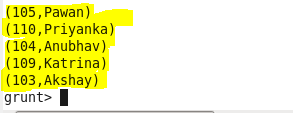 (105,Pawan)
(110,Priyanka)
(104,Anubhav)
(109,Katrina)
(103,Akshay)
grunt>